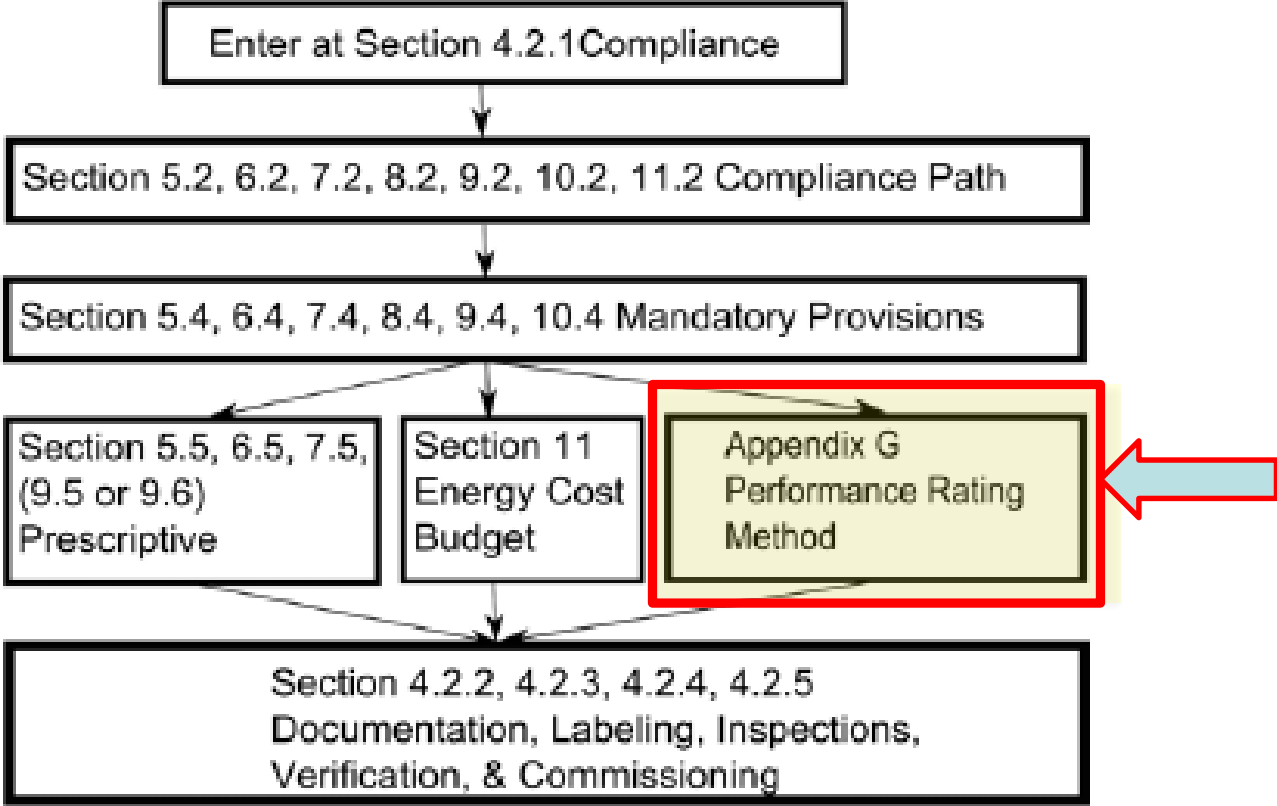 Enter at Section 4.2.1Compliance
Section 5.2, 6.2, 7.2, 8.2, 9.2, 10.2, 11.2 Compliance Path
Section 5.4, 6.4, 7.4, 8.4, 9.4, 10.4 Mandatory Provisions
Section 5.5, 6.5, 7.5,
(9.5 or 9.6)
Prescriptive
Section 11
Energy Cost
Budget
Appendix G
Performance Rating
Method
Section 4.2.2, 4.2.3, 4.2.4, 4.2.5
Documentation, Labeling, Inspections,
Verification, & Commissioning